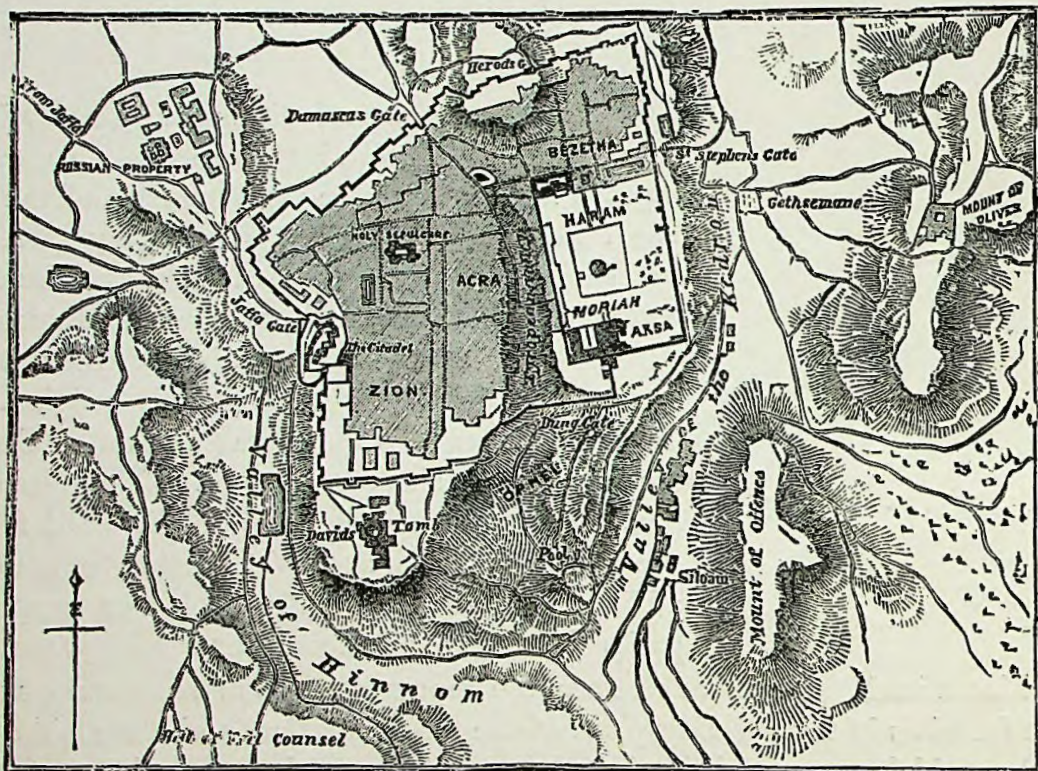 From Jaffa
Herods G
Damascus Gate
BEZETHA
RUSSIAN PROPERTY
St Stephens Gate
Gethsemane
MOUNT OF
OLIVES
HARAM
HOLY SEPULCHRE
ACRA
MORIAH
AKSA
Jaffa Gate
The Citadel
ZION
Dung Gate
OPHEL
Valley of the Kidron
Valley of Hinnom
Davids Tomb
Pool
Siloam
Mount of Offence
N
Hill of Evil Counsel